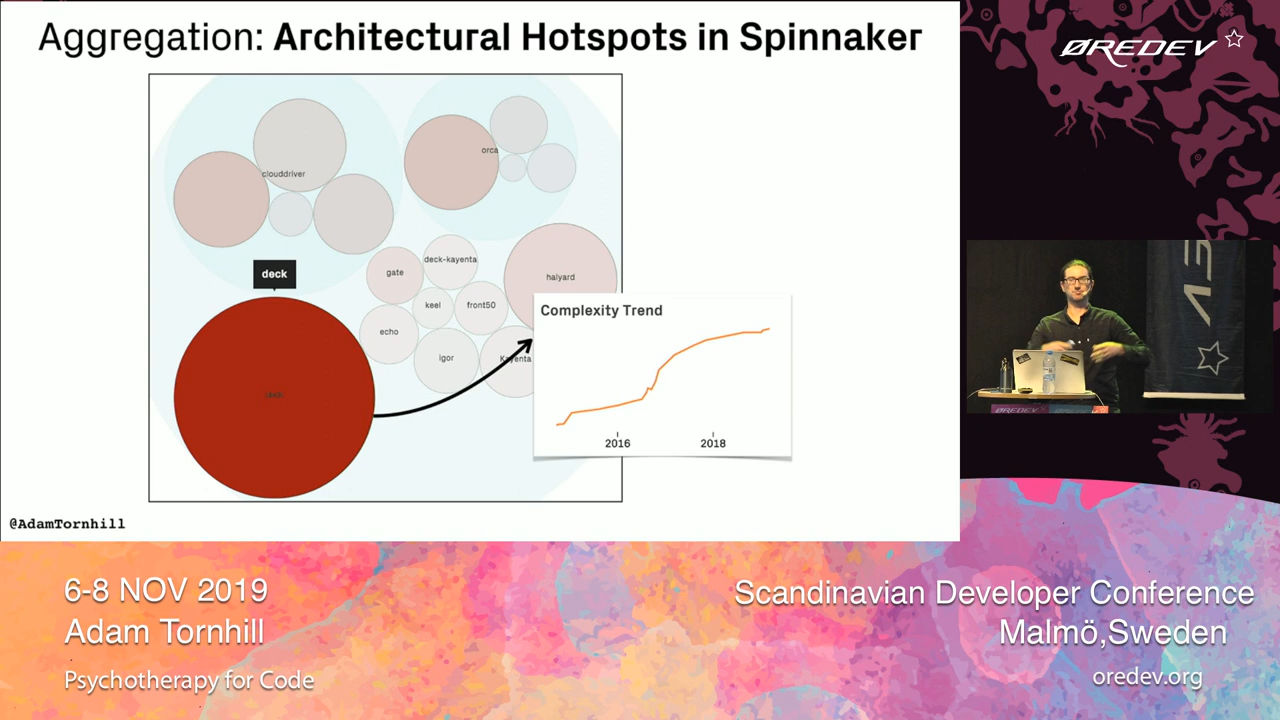 Aggregation: Architectural Hotspots in Spinnaker
ØREDEV
clouddriver
orca
deck
gate
deck-kayenta
halyard
keel
front50
echo
igor
Kayenta
Complexity Trend
2016
2018
@AdamTornhill
6-8 NOV 2019
Adam Tornhill
Psychotherapy for Code
Scandinavian Developer Conference
Malmö,Sweden
oredev.org